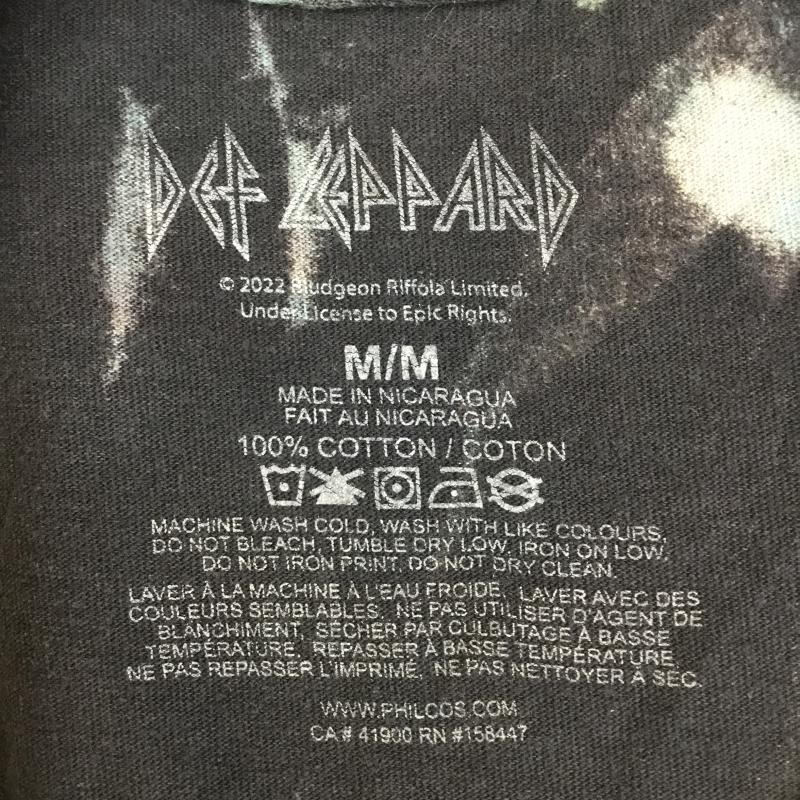 DEF LEPPARD
© 2022 Bludgeon Riffola Limited.
Under License to Epic Rights.
M/M
MADE IN NICARAGUA
FAIT AU NICARAGUA
100% COTTON / COTON
MACHINE WASH COLD, WASH WITH LIKE COLOURS,
DO NOT BLEACH, TUMBLE DRY LOW, IRON ON LOW,
DO NOT IRON PRINT, DO NOT DRY CLEAN.
LAVER À LA MACHINE À L'EAU FROIDE, LAVER AVEC DES
COULEURS SEMBLABLES, NE PAS UTILISER D'AGENT DE
BLANCHIMENT, SÉCHER PAR CULBUTAGE À BASSE
TEMPÉRATURE, REPASSER À BASSE TEMPÉRATURE,
NE PAS REPASSER L'IMPRIMÉ, NE PAS NETTOYER À SEC.
WWW.PHILCOS.COM
CA# 41900 RN #158447